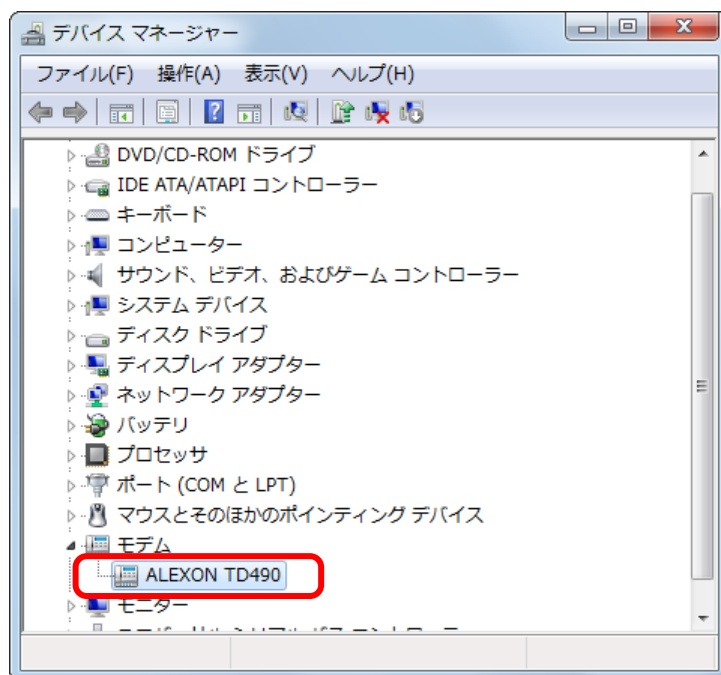 デバイス マネージャー
ファイル(F) 操作(A) 表示(V) ヘルプ(H)
DVD/CD-ROM ドライブ
IDE ATA/ATAPI コントローラー
キーボード
コンピューター
サウンド、ビデオ、およびゲーム コントローラー
システム デバイス
ディスク ドライブ
ディスプレイ アダプター
ネットワーク アダプター
バッテリ
プロセッサ
ポート (COM と LPT)
マウスとそのほかのポインティング デバイス
モデム
ALEXON TD490
モニター